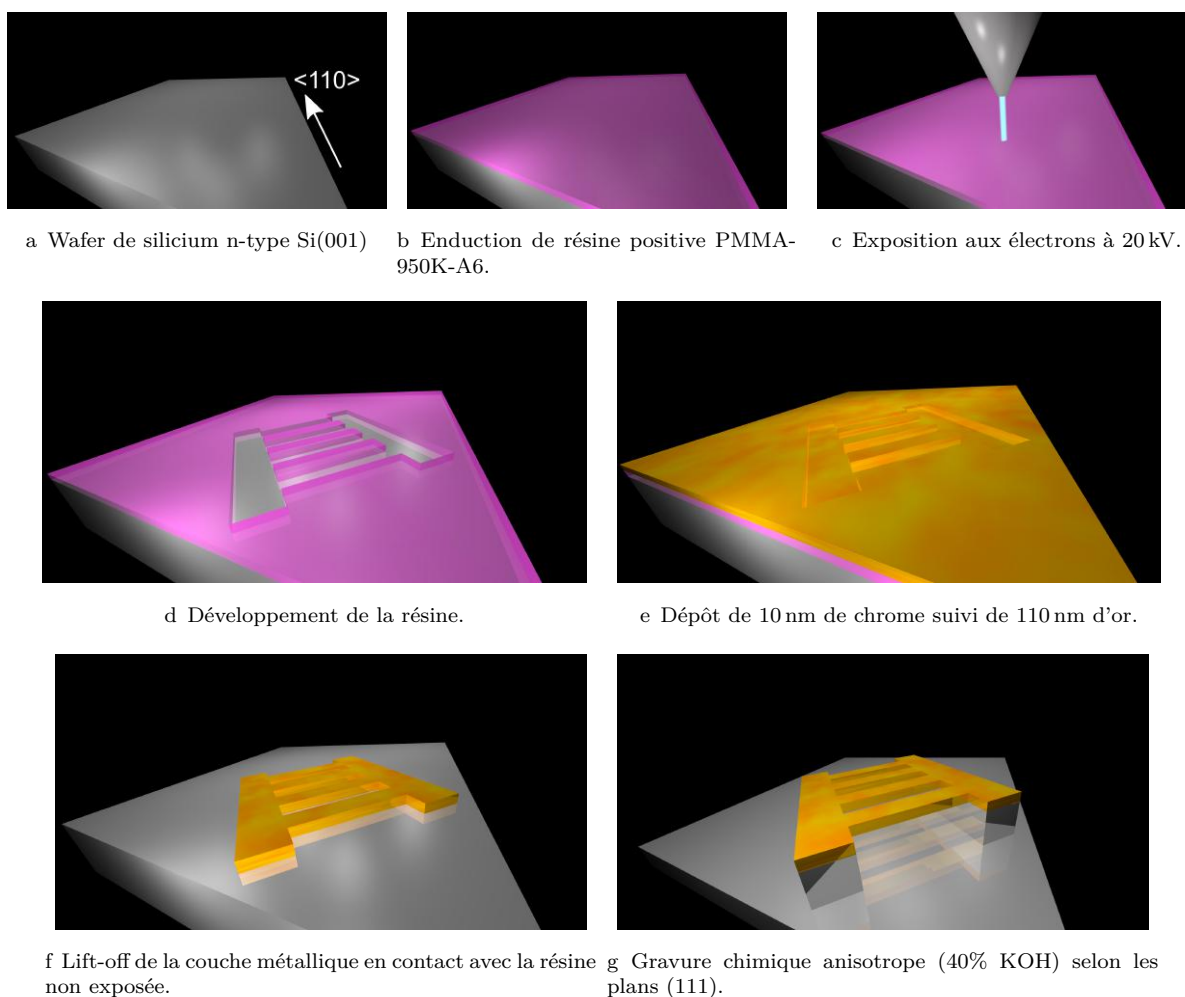 <110>
a Wafer de silicium n-type Si(001)
b Enduction de résine positive PMMA-
950K-A6.
c Exposition aux électrons à 20 kV.
d Développement de la résine.
e Dépôt de 10 nm de chrome suivi de 110 nm d'or.
f Lift-off de la couche métallique en contact avec la résine
non exposée.
g Gravure chimique anisotrope (40% KOH) selon les
plans (111).